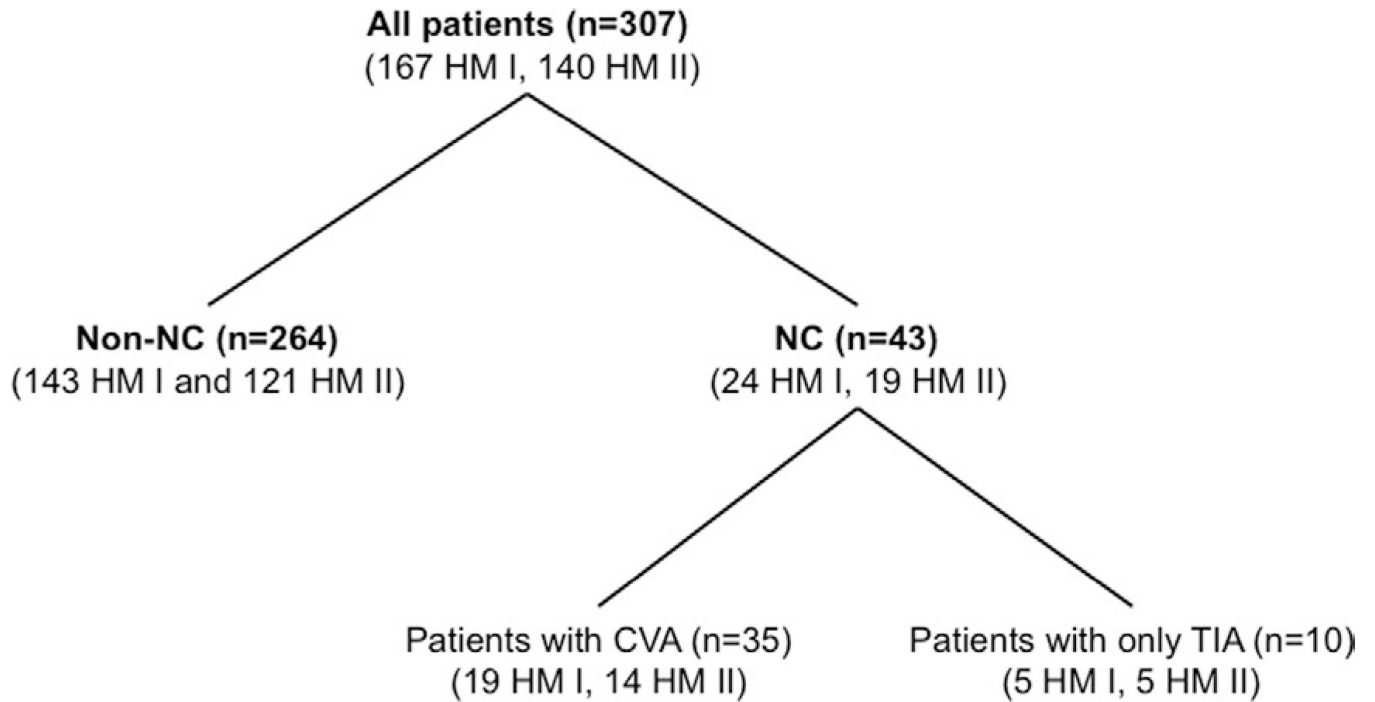 All patients (n=307)
(167 HM I, 140 HM II)
Non-NC (n=264)
(143 HM I and 121 HM II)
NC (n=43)
(24 HM I, 19 HM II)
Patients with CVA (n=35)
(19 HM I, 14 HM II)
Patients with only TIA (n=10)
(5 HM I, 5 HM II)